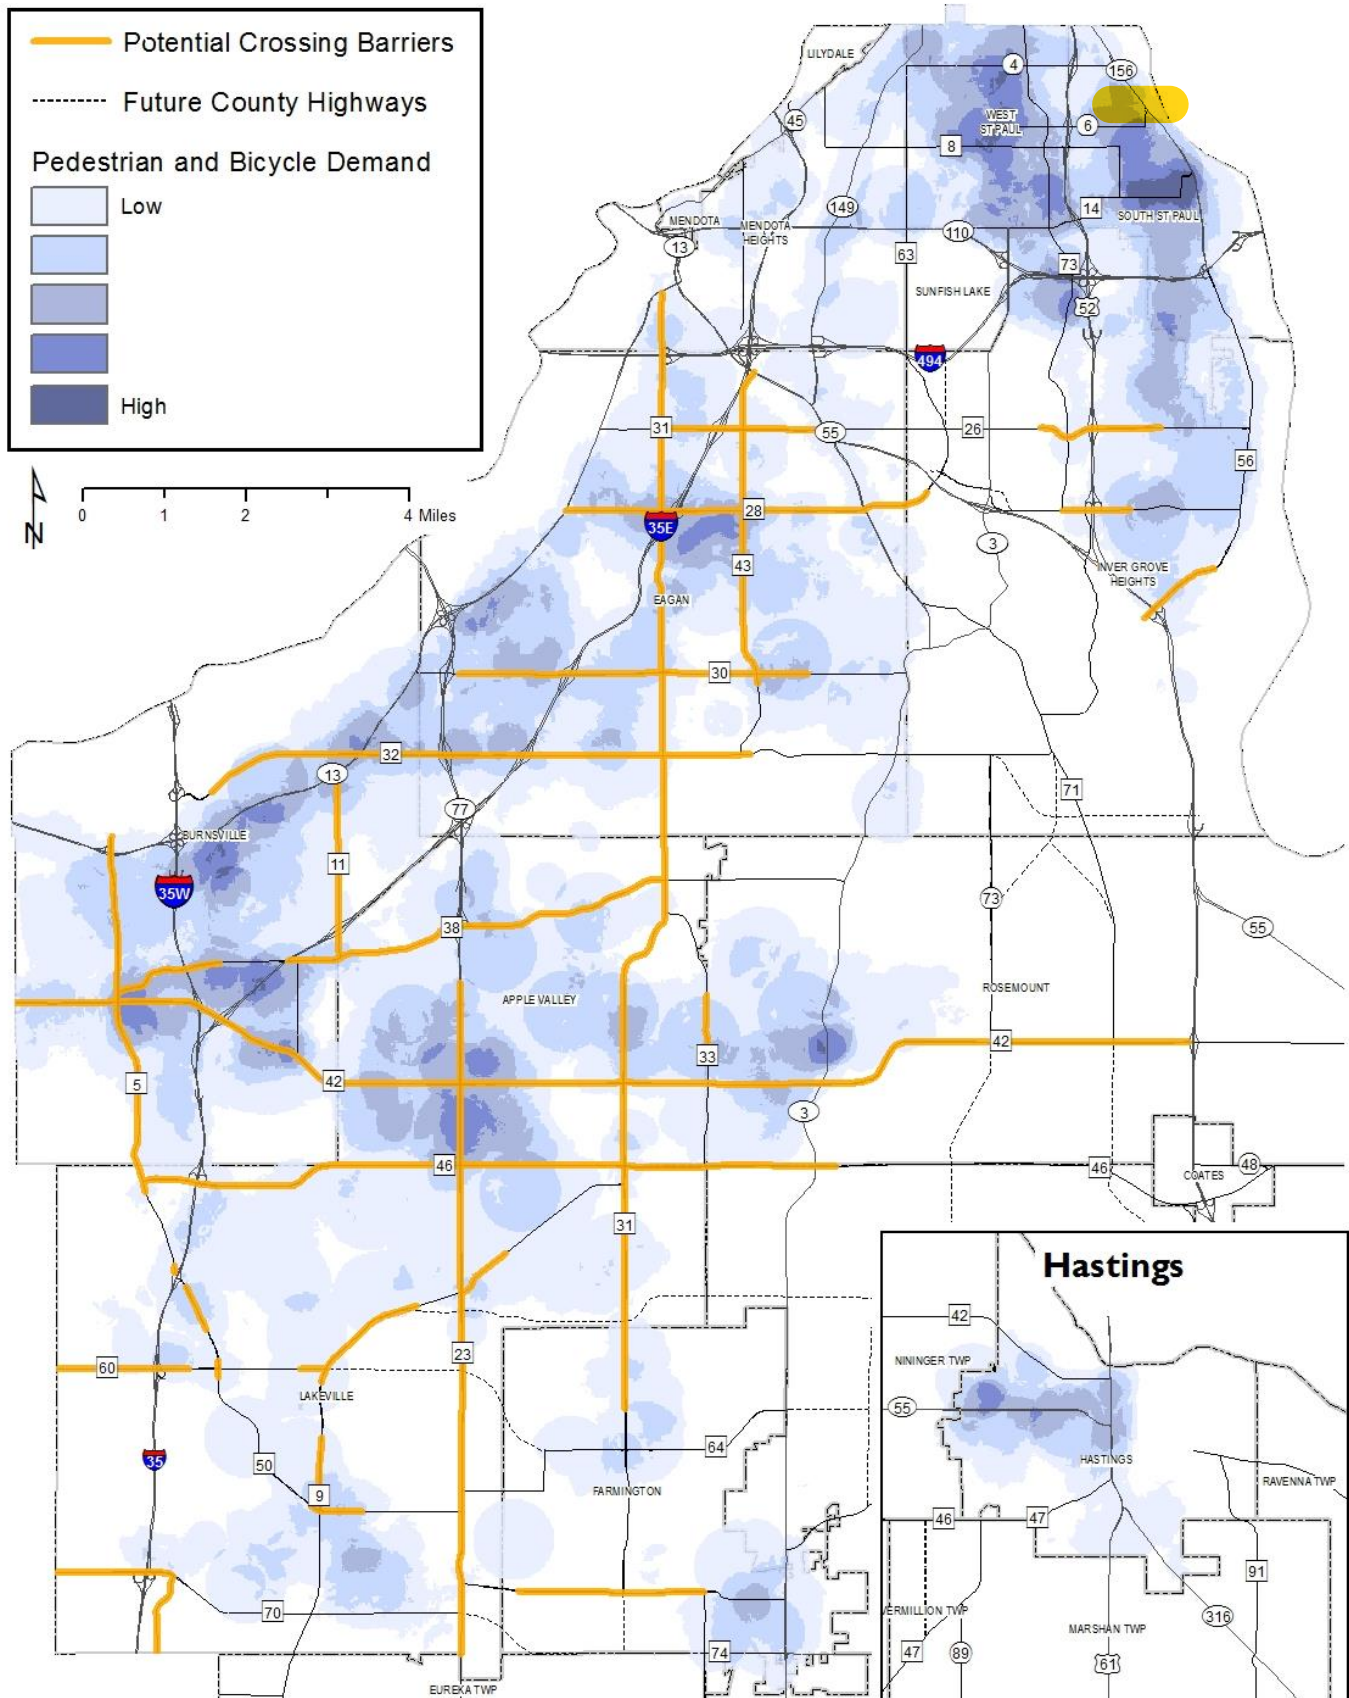 Potential Crossing Barriers
Future County Highways
Pedestrian and Bicycle Demand
Low
High
N
0 1 2 4 Miles
LILYDALE
4
156
45
WEST
ST PAUL
6
8
149
14
SOUTH ST PAUL
MENDOTA
MENDOTA
HEIGHTS
13
110
63
73
SUNFISH LAKE
52
494
31
55
26
56
28
35E
3
43
INVER GROVE
HEIGHTS
EAGAN
30
32
13
77
71
BURNSVILLE
11
35W
73
38
55
ROSEMOUNT
APPLE VALLEY
42
33
5
42
3
46
46
48
COATES
31
23
60
LAKEVILLE
35
50
64
9
FARMINGTON
70
74
EUREKA TWP
Hastings
42
NININGER TWP
55
HASTINGS
RAVENNA TWP
46
47
91
VERMILLION TWP
316
MARSHAN TWP
47
89
61